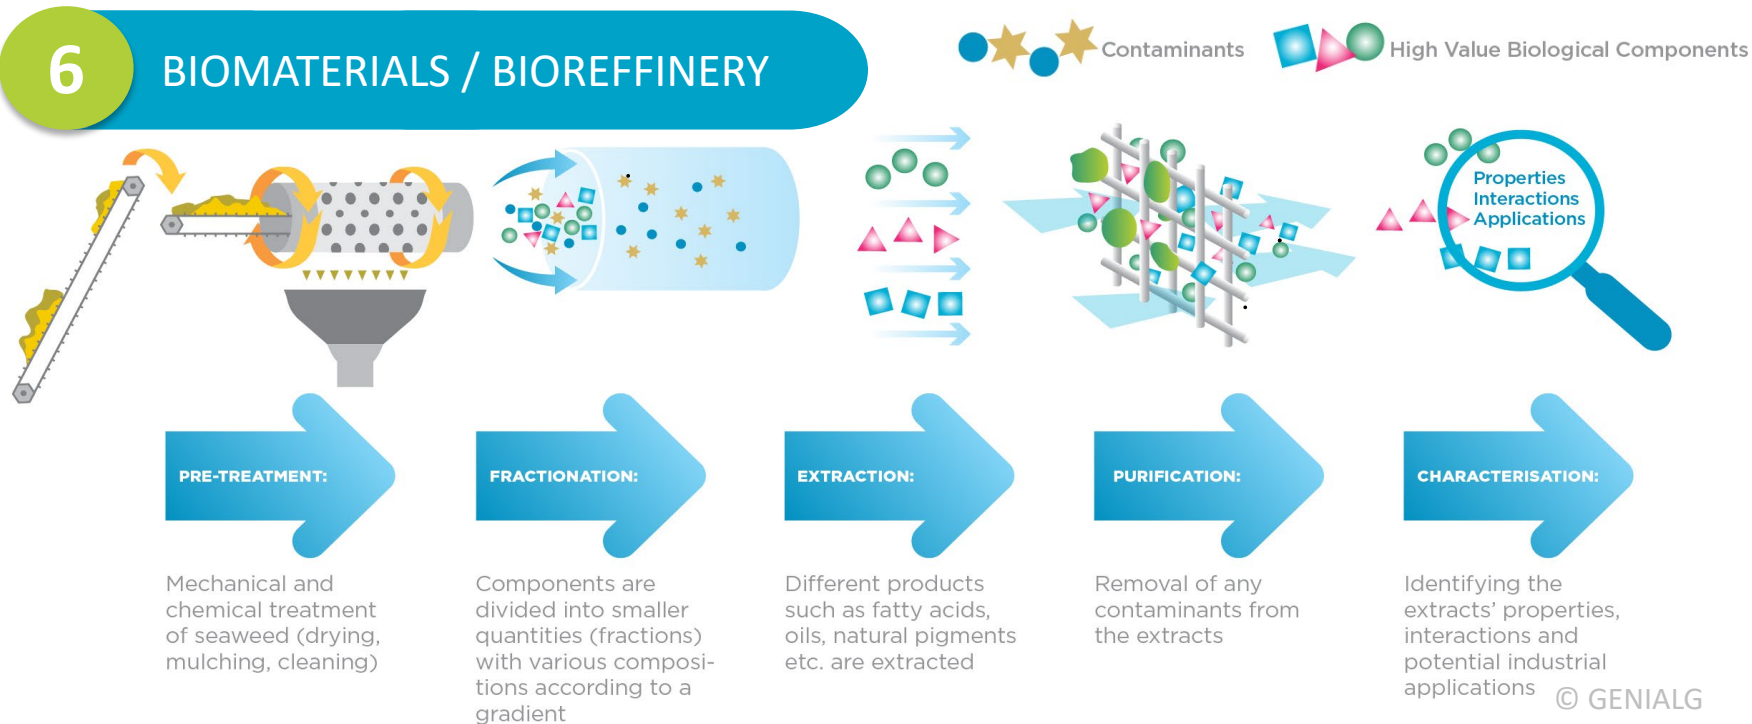 6
BIOMATERIALS / BIOREFFINERY
Contaminants
High Value Biological Components
Properties
Interactions
Applications
PRE-TREATMENT:
Mechanical and
chemical treatment
of seaweed (drying,
mulching, cleaning)
FRACTIONATION:
Components are
divided into smaller
quantities (fractions)
with various composi-
tions according to a
gradient
EXTRACTION:
Different products
such as fatty acids,
oils, natural pigments
etc. are extracted
PURIFICATION:
Removal of any
contaminants from
the extracts
CHARACTERISATION:
Identifying the
extracts’ properties,
interactions and
potential industrial
applications
© GENIALG